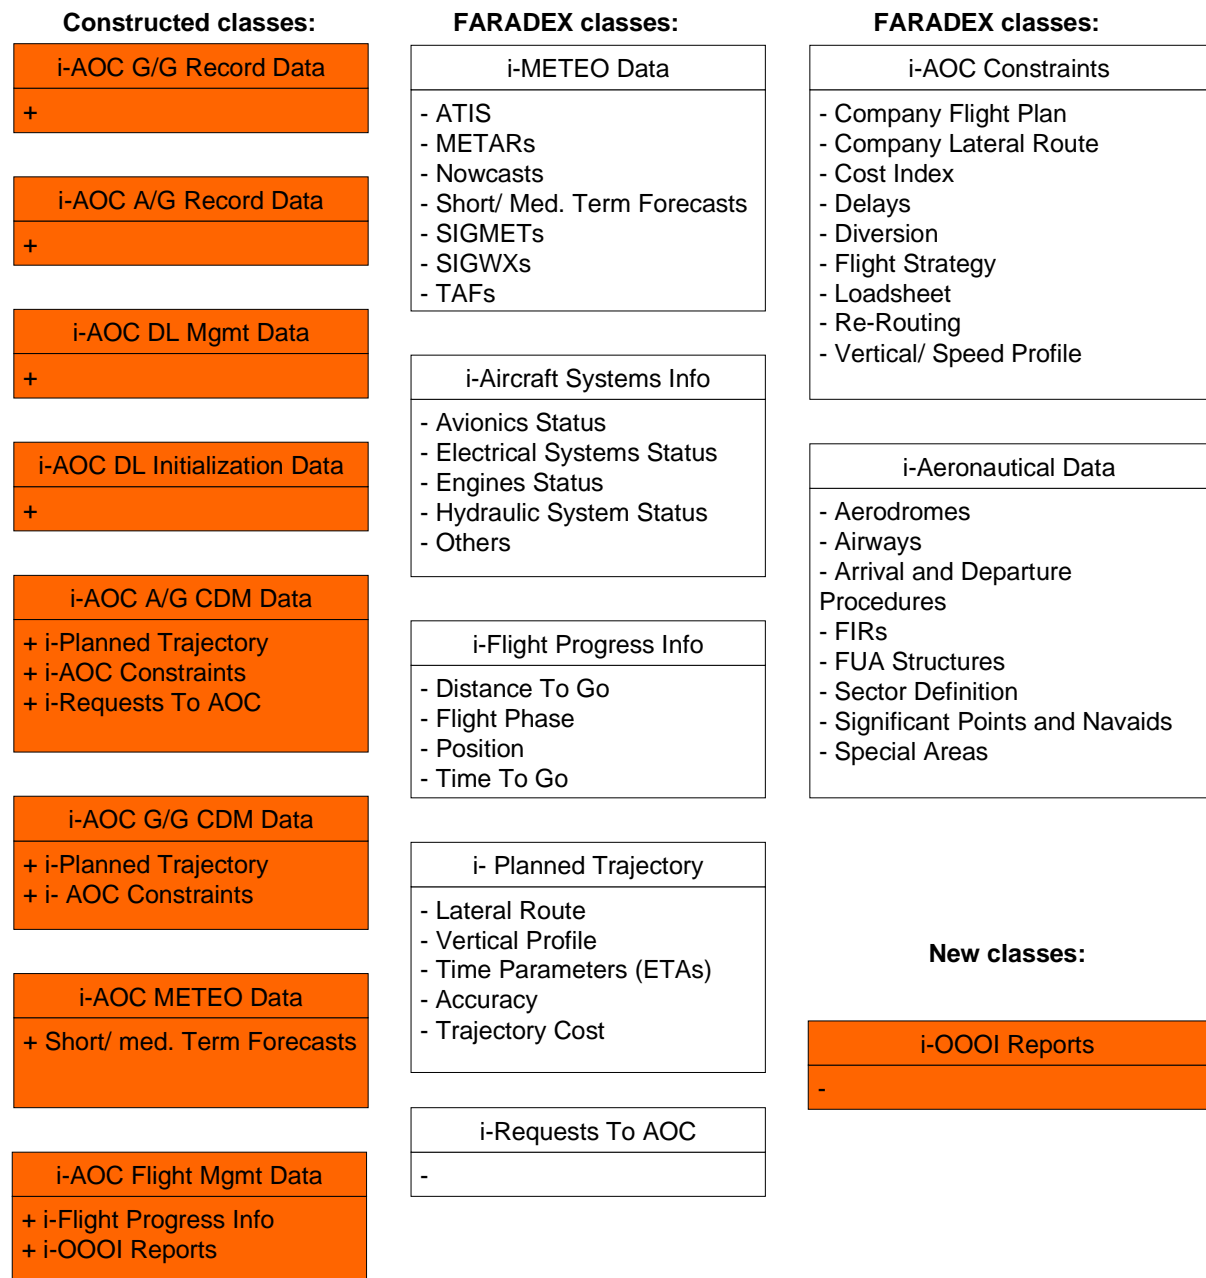 Constructed classes:
i-AOC G/G Record Data
+
i-AOC A/G Record Data
+
i-AOC DL Mgmt Data
+
i-AOC DL Initialization Data
+
i-AOC A/G CDM Data
+ i-Planned Trajectory
+ i-AOC Constraints
+ i-Requests To AOC
i-AOC G/G CDM Data
+ i-Planned Trajectory
+ i- AOC Constraints
i-AOC METEO Data
+ Short/ med. Term Forecasts
i-AOC Flight Mgmt Data
+ i-Flight Progress Info
+ i-OOOI Reports
FARADEX classes:
i-METEO Data
- ATIS
- METARs
- Nowcasts
- Short/ Med. Term Forecasts
- SIGMETs
- SIGWXs
- TAFs
i-Aircraft Systems Info
- Avionics Status
- Electrical Systems Status
- Engines Status
- Hydraulic System Status
- Others
i-Flight Progress Info
- Distance To Go
- Flight Phase
- Position
- Time To Go
i- Planned Trajectory
- Lateral Route
- Vertical Profile
- Time Parameters (ETAs)
- Accuracy
- Trajectory Cost
i-Requests To AOC
-
FARADEX classes:
i-AOC Constraints
- Company Flight Plan
- Company Lateral Route
- Cost Index
- Delays
- Diversion
- Flight Strategy
- Loadsheet
- Re-Routing
- Vertical/ Speed Profile
i-Aeronautical Data
- Aerodromes
- Airways
- Arrival and Departure
Procedures
- FIRs
- FUA Structures
- Sector Definition
- Significant Points and Navaids
- Special Areas
New classes:
i-OOOI Reports
-